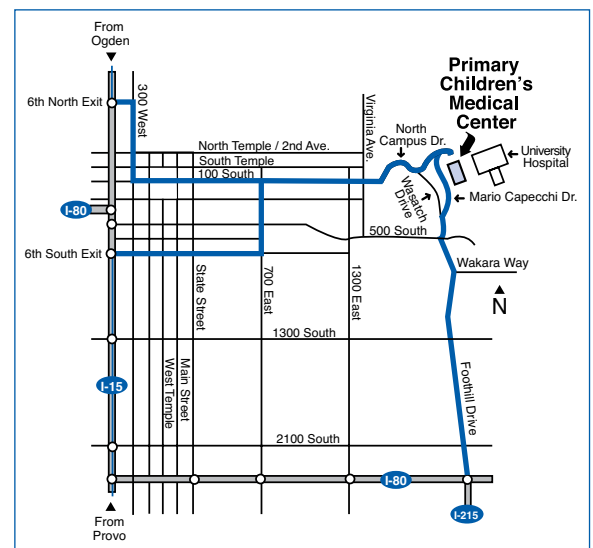 From
Ogden
6th North Exit
300 West
Virginia Ave.
North
Campus Dr.
Primary
Children's
Medical
Center
University
Hospital
North Temple / 2nd Ave.
South Temple
100 South
Wasatch
Drive
Mario Capecchi Dr.
I-80
500 South
6th South Exit
Wakara Way
N
State Street
700 East
1300 East
1300 South
I-15
West Temple
Main Street
Foothill Drive
2100 South
I-80
I-215
From
Provo